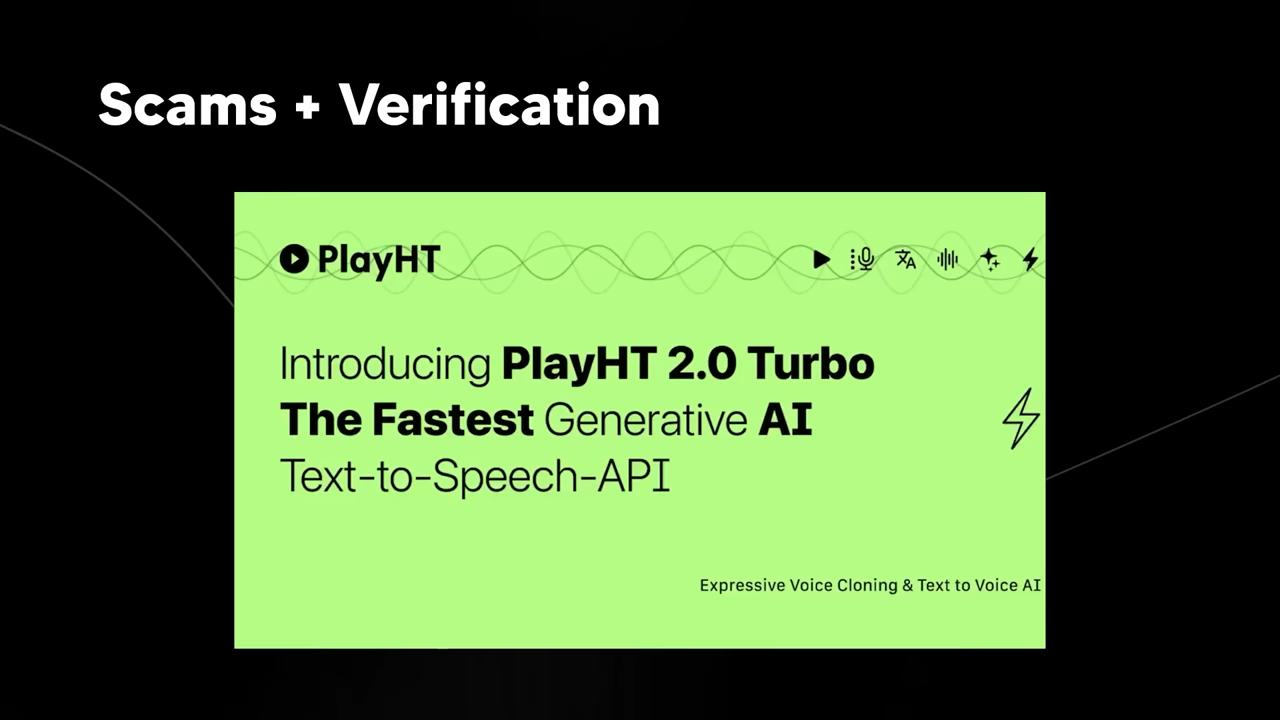 Scams + Verification
PlayHT
Introducing PlayHT 2.0 Turbo
The Fastest Generative AI
Text-to-Speech-API
Expressive Voice Cloning & Text to Voice AI